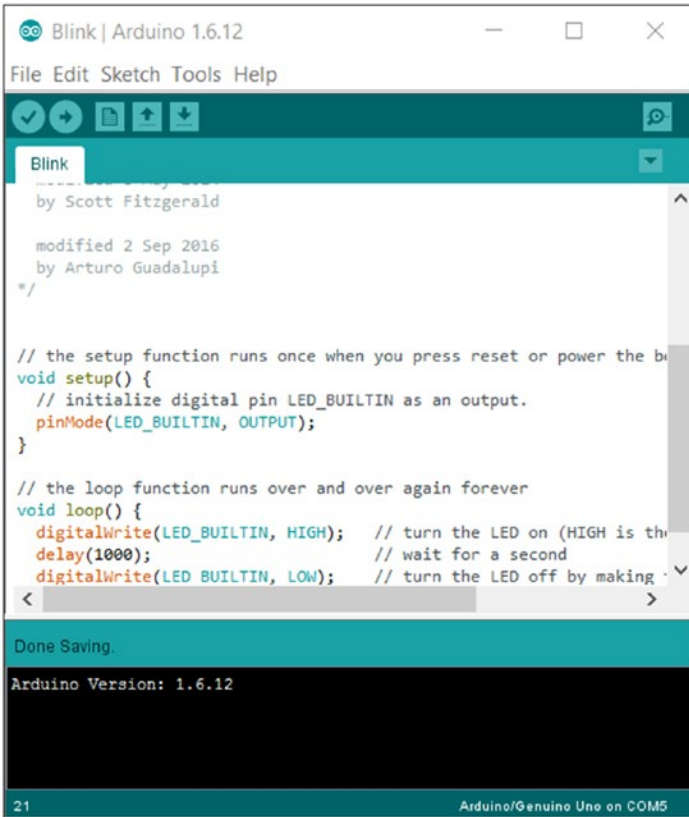 Blink | Arduino 1.6.12
File Edit Sketch Tools Help
Blink
by Scott Fitzgerald
modified 2 Sep 2016
by Arturo Guadalupi
*/
// the setup function runs once when you press reset or power the
void setup() {
// initialize digital pin LED_BUILTIN as an output.
pinMode(LED_BUILTIN, OUTPUT);
}
// the loop function runs over and over again forever
void loop() {
digitalWrite(LED_BUILTIN, HIGH); // turn the LED on (HIGH is
delay(1000); // wait for a second
digitalWrite(LED_BUILTIN, LOW); // turn the LED off by making
Done Saving.
Arduino Version: 1.6.12
21 Arduino/Genuino Uno on COM5